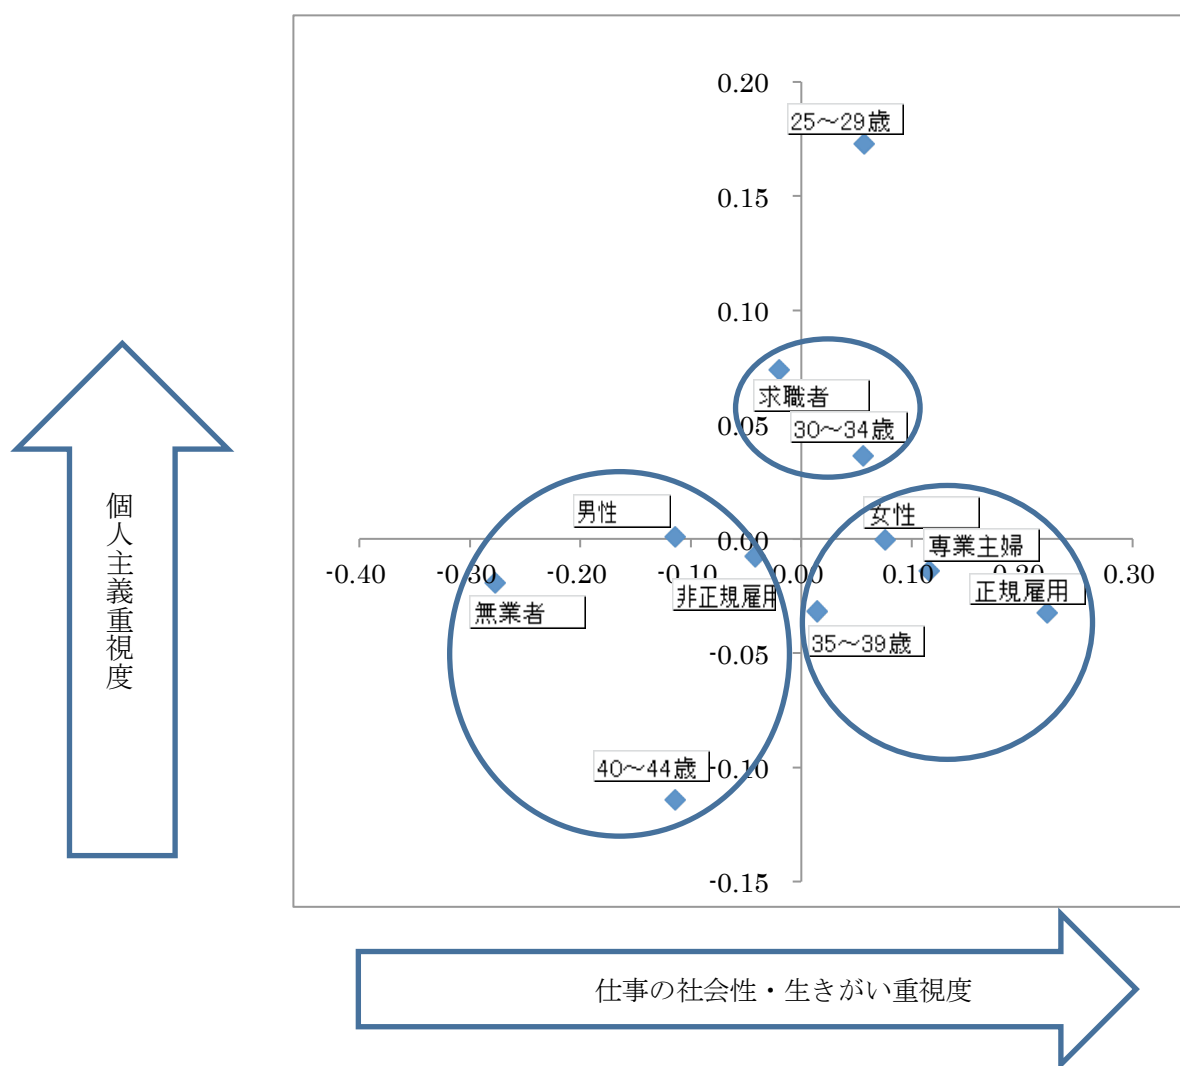 0.20
25～29歳
0.15
0.10
求職者
0.05
30～34歳
男性
女性
0.00
専業主婦
-0.40
-0.30
-0.20
-0.10
0.00
0.10
0.20
0.30
非正規雇用
正規雇用
無業者
35～39歳
-0.05
40～44歳
-0.10
-0.15
個人主義重視度
仕事の社会性・生きがい重視度